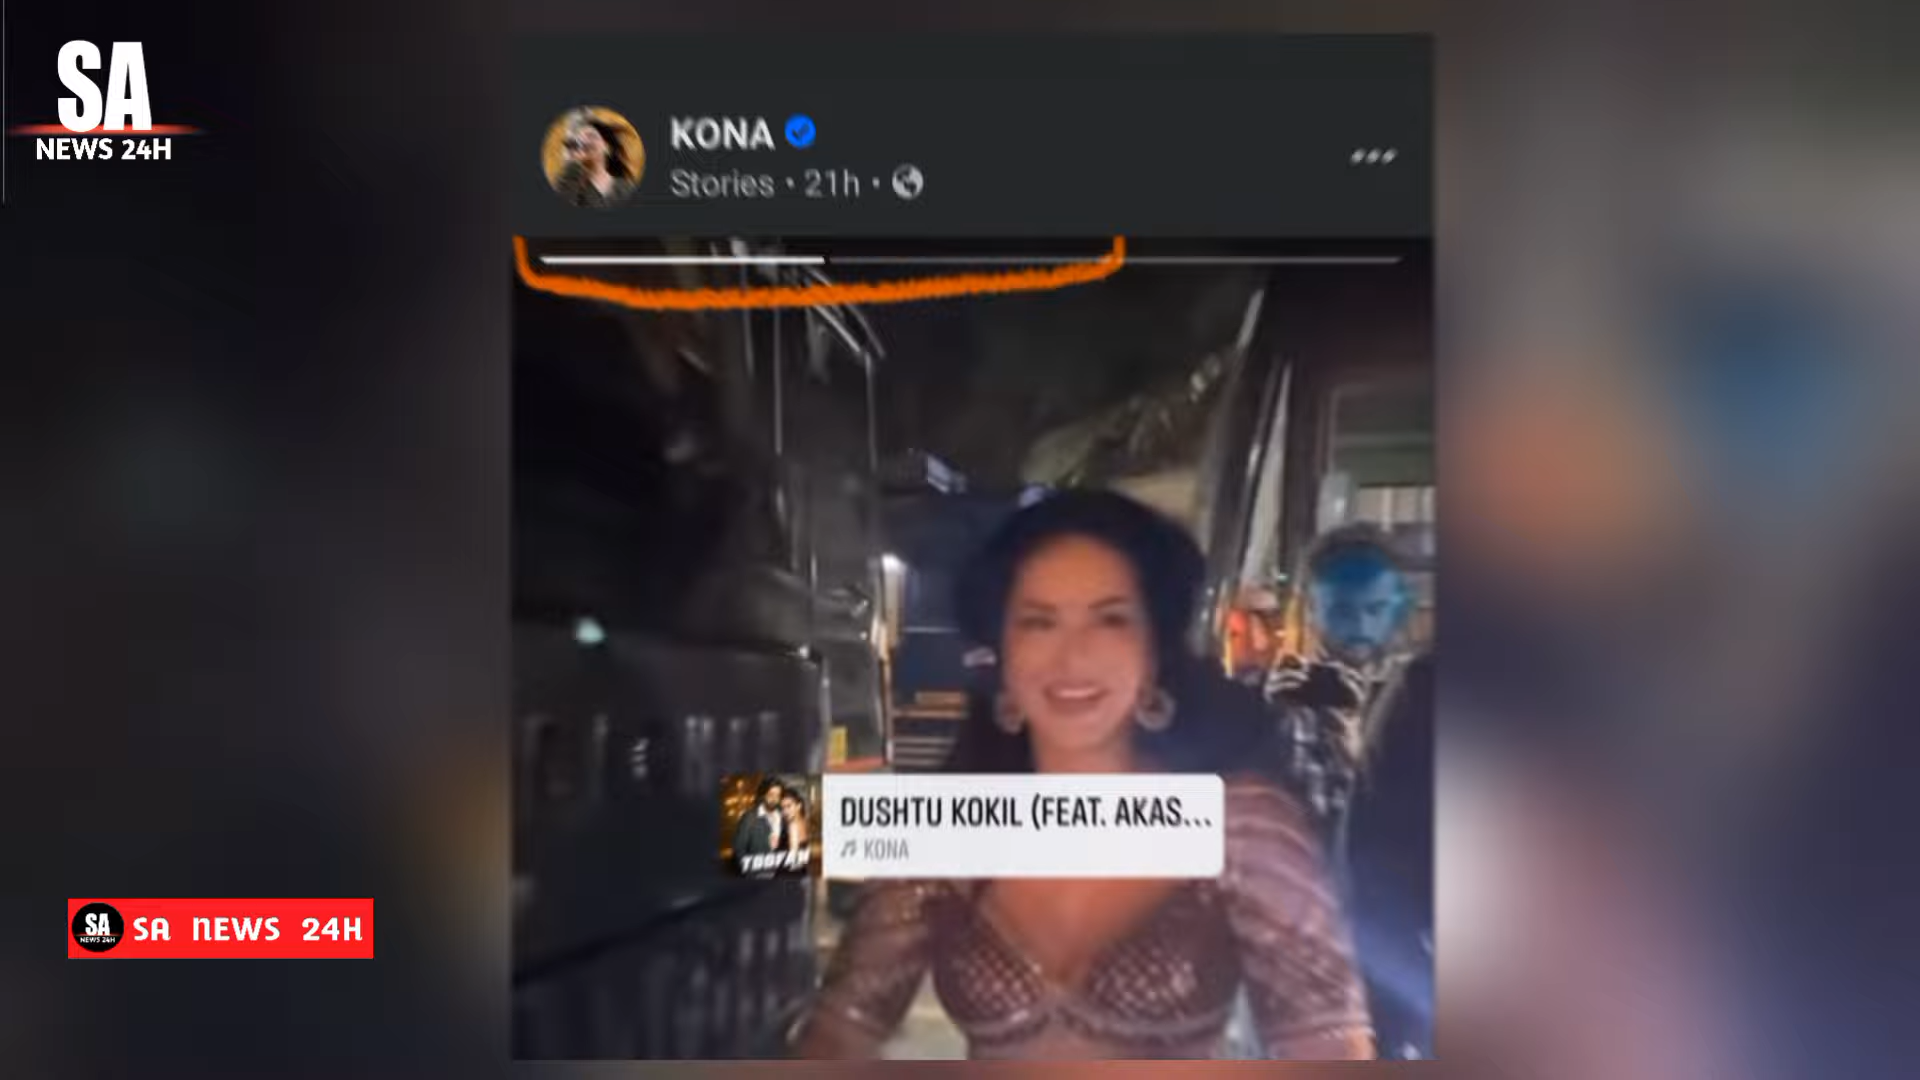 SA
NEWS 24H
KONA
Stories • 21h •
DUSHTU KOKIL (FEAT. AKAS...
KONA
TOOFAN
SA
NEWS 24H
SA NEWS 24H